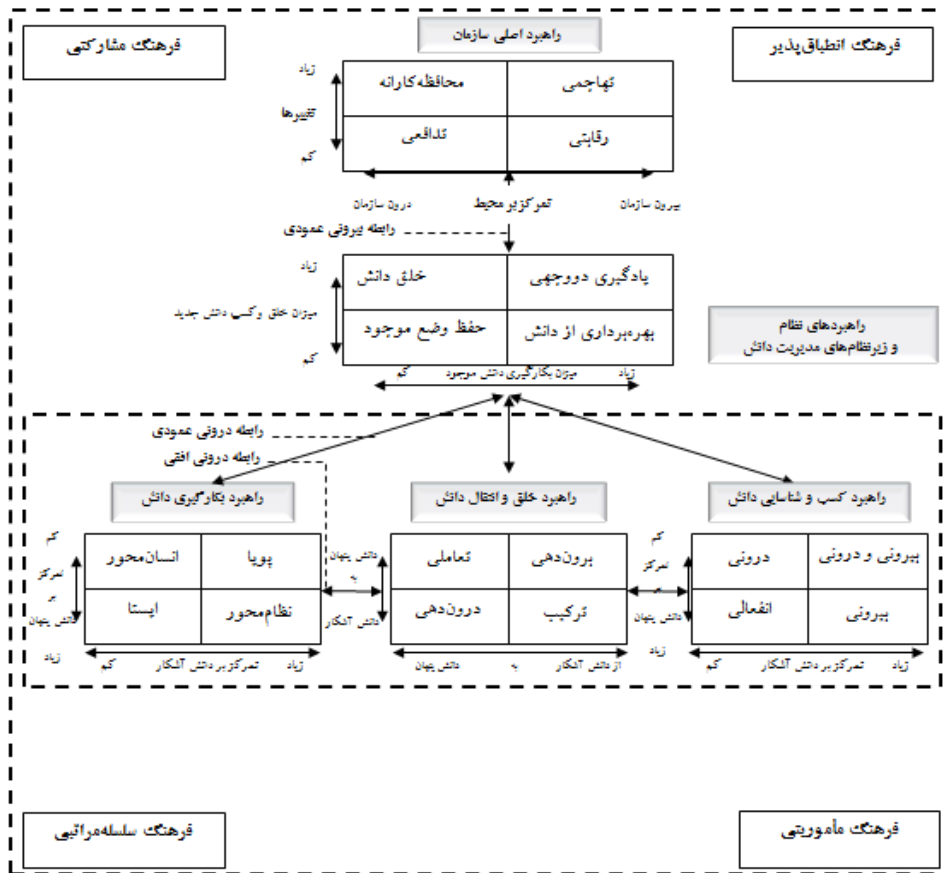 راهبرد اصلی سازمان
فرهنگ انطباق‌پذیر
فرهنگ مشارکتی
تهاجمی
محافظه‌کارانه
زیاد
تغییرها
رقابتی
تدافعی
کم
بیرون سازمان
تمرکز بر محیط
درون سازمان
رابطه بیرونی عمودی
یادگیری دووجهی
خلق دانش
زیاد
میزان خلق و کسب دانش جدید
بهره‌برداری از دانش
حفظ وضع موجود
کم
راهبردهای نظام
و زیرنظام‌های مدیریت دانش
زیاد
میزان بکارگیری دانش موجود
کم
رابطه درونی عمودی
رابطه درونی افقی
راهبرد کسب و شناسایی دانش
راهبرد خلق و انتقال دانش
راهبرد بکارگیری دانش
بیرونی و درونی
درونی
کم
تمرکز
بر
دانش پنهان
زیاد
بیرونی
انفعالی
زیاد
تمرکز بر دانش آشکار
کم
برون‌دهی
تعاملی
دانش پنهان
به
دانش آشکار
ترکیب
درون‌دهی
از دانش آشکار
به
دانش پنهان
پویا
انسان‌محور
کم
تمرکز
بر
دانش پنهان
زیاد
نظام‌محور
ایستا
زیاد
تمرکز بر دانش آشکار
کم
فرهنگ مأموریتی
فرهنگ سلسله‌مراتبی